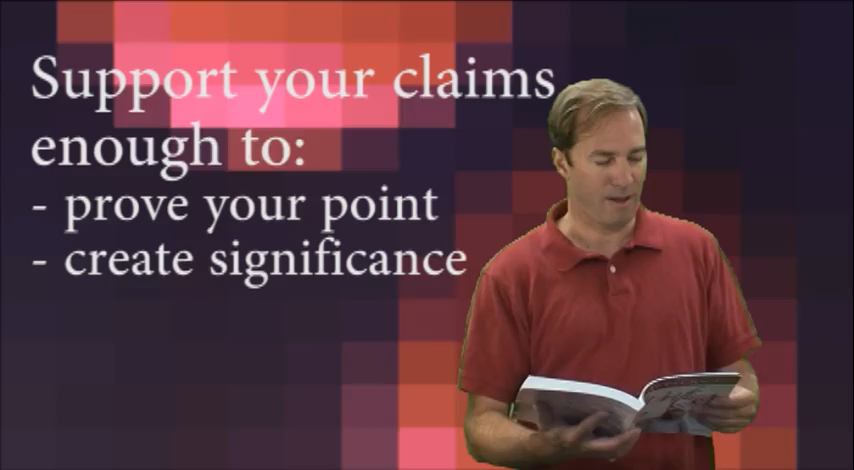 Support your claims
enough to:
- prove your point
- create significance